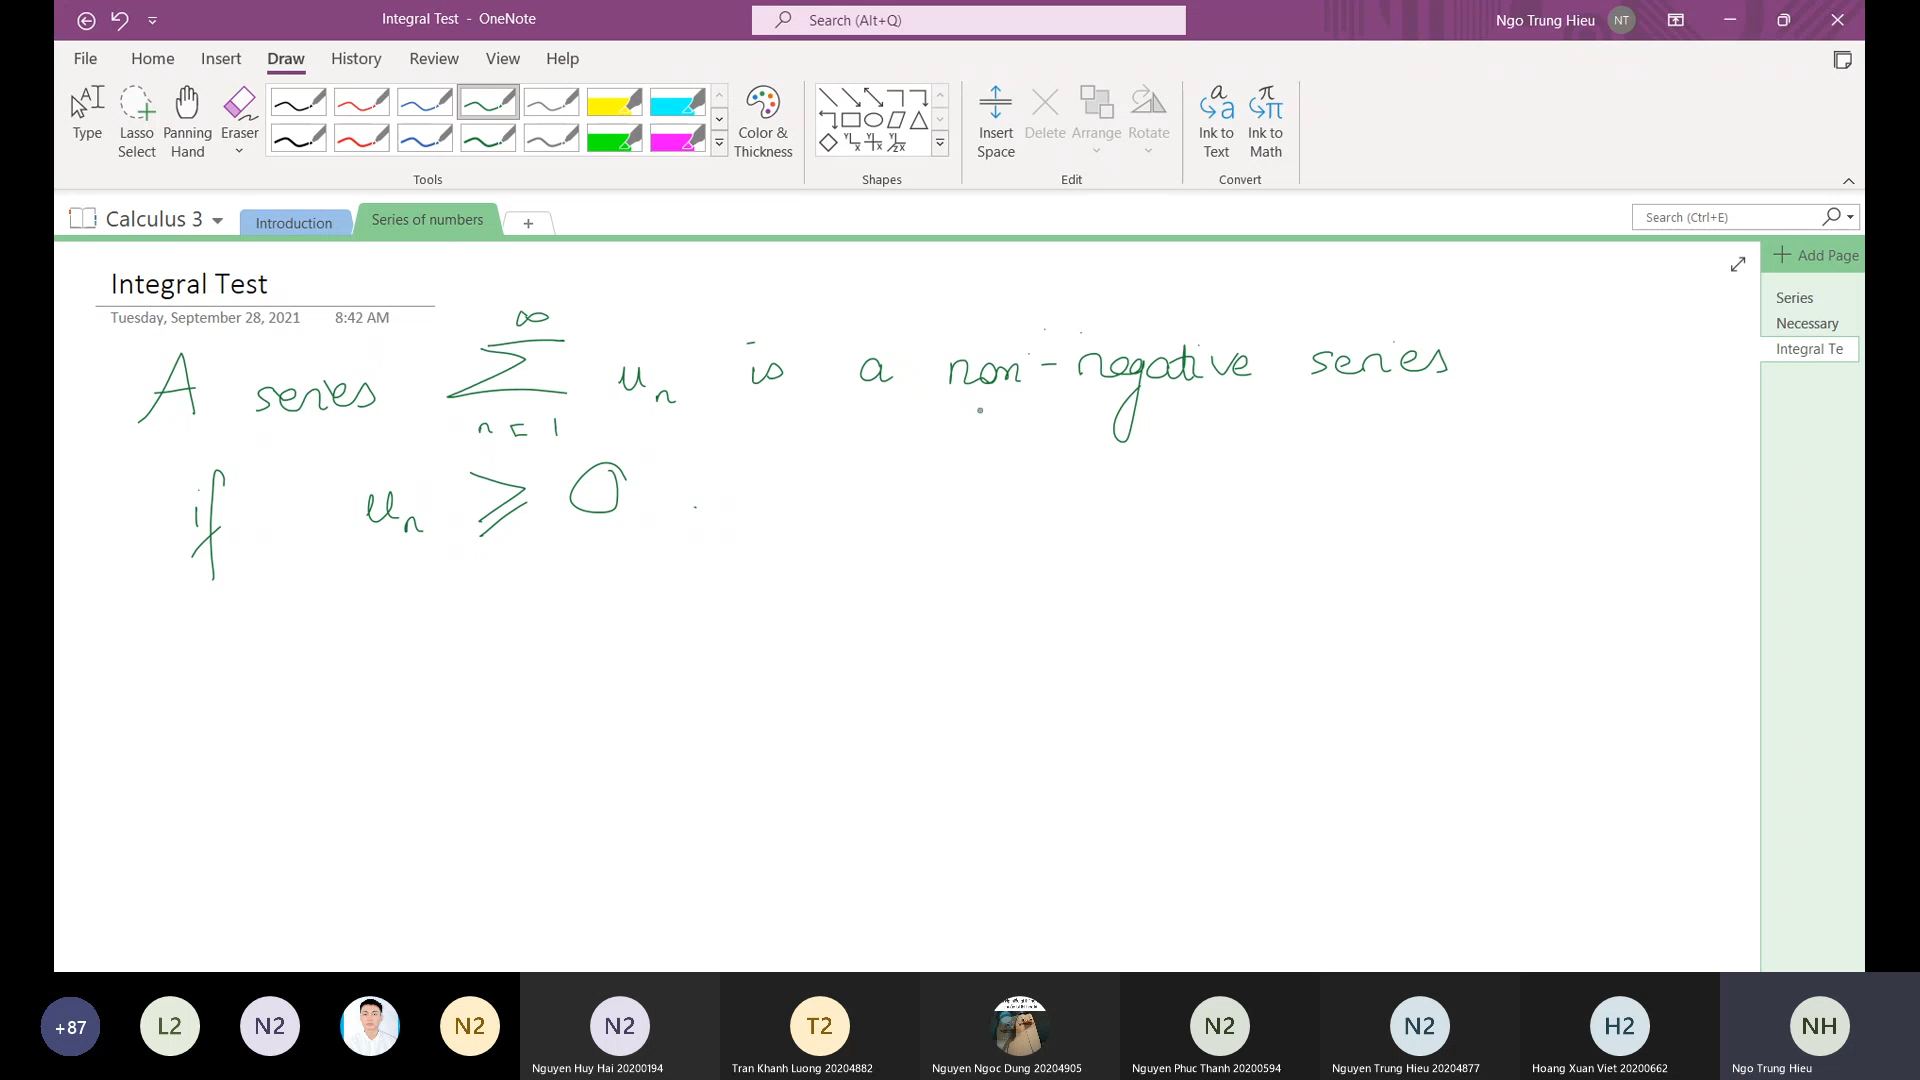 Integral Test - OneNote
Search (Alt+Q)
Ngo Trung Hieu NT
File Home Insert Draw History Review View Help
Type
Lasso Select
Panning Hand
Eraser
Color & Thickness
Insert Space
Delete
Arrange
Rotate
Ink to Text
Ink to Math
Tools
Shapes
Edit
Convert
Calculus 3
Introduction
Series of numbers
+
Search (Ctrl+E)
Add Page
Series
Necessary
Integral Te
Integral Test
Tuesday, September 28, 2021 8:42 AM
A series ∑_{n=1}^{∞} u_n is a non-negative series
if u_n ⩾ 0
+87 L2 N2 N2 N2 T2 N2 N2 H2 NH
Nguyen Huy Hai 20200194
Tran Khanh Luong 20204882
Nguyen Ngoc Dung 20204905
Nguyen Phuc Thanh 20200594
Nguyen Trung Hieu 20204877
Hoang Xuan Viet 20200662
Ngo Trung Hieu